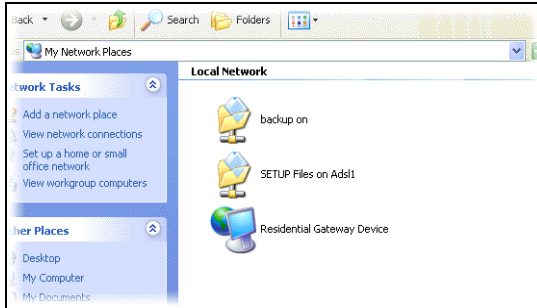 Back
Search
Folders
My Network Places
Local Network
twork Tasks
Add a network place
View network connections
Set up a home or small
office network
View workgroup computers
her Places
Desktop
My Computer
My Documents
backup on
SETUP Files on Adsl1
Residential Gateway Device